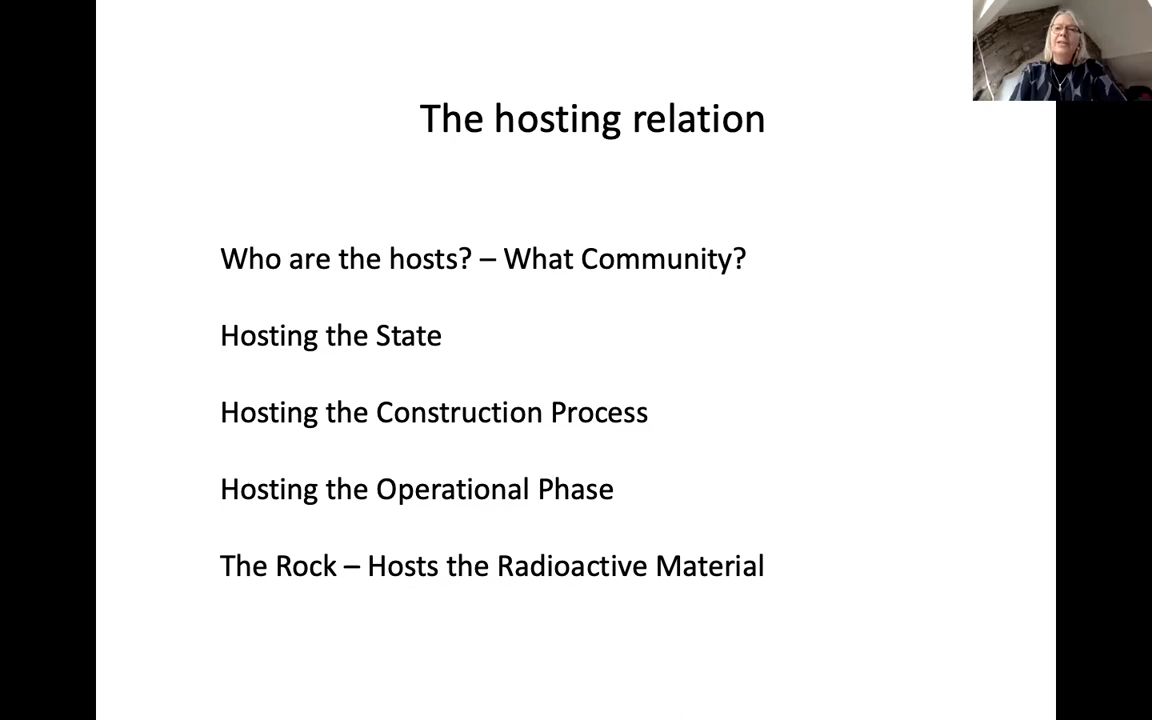 The hosting relation
Who are the hosts? – What Community?
Hosting the State
Hosting the Construction Process
Hosting the Operational Phase
The Rock – Hosts the Radioactive Material